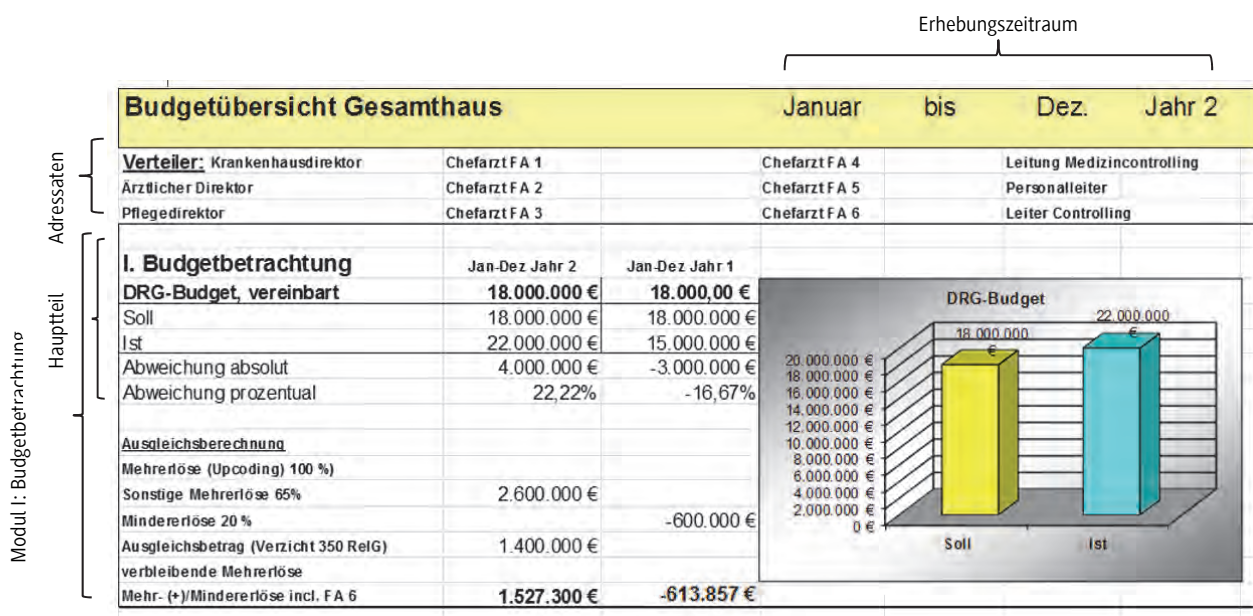 Erhebungszeitraum
Budgetübersicht Gesamthaus Januar bis Dez. Jahr 2
Adressaten
Verteiler: Krankenhausdirektor Chefarzt FA 1 Chefarzt FA 4 Leitung Medizincontrolling
Ärztlicher Direktor Chefarzt FA 2 Chefarzt FA 5 Personalleiter
Pflegedirektor Chefarzt FA 3 Chefarzt FA 6 Leiter Controlling
Modul I: Budgetbetrachtung
Hauptteil
I. Budgetbetrachtung Jan-Dez Jahr 2 Jan-Dez Jahr 1
DRG-Budget, vereinbart 18.000.000 € 18.000,00 €
Soll 18.000.000 € 18.000.000 €
Ist 22.000.000 € 15.000.000 €
Abweichung absolut 4.000.000 € -3.000.000 €
Abweichung prozentual 22,22% -16,67%
Ausgleichsberechnung
Mehrerlöse (Upcoding) 100 %)
Sonstige Mehrerlöse 65% 2.600.000 €
Mindererlöse 20 % -600.000 €
Ausgleichsbetrag (Verzicht 350 RelG) 1.400.000 €
verbleibende Mehrerlöse
Mehr- (+)/Mindererlöse incl. FA 6 1.527.300 € -613.857 €
DRG-Budget
18.000.000
€
22.000.000
€
20.000.000 €
18.000.000 €
16.000.000 €
14.000.000 €
12.000.000 €
10.000.000 €
8.000.000 €
6.000.000 €
4.000.000 €
2.000.000 €
0 €
Soll Ist